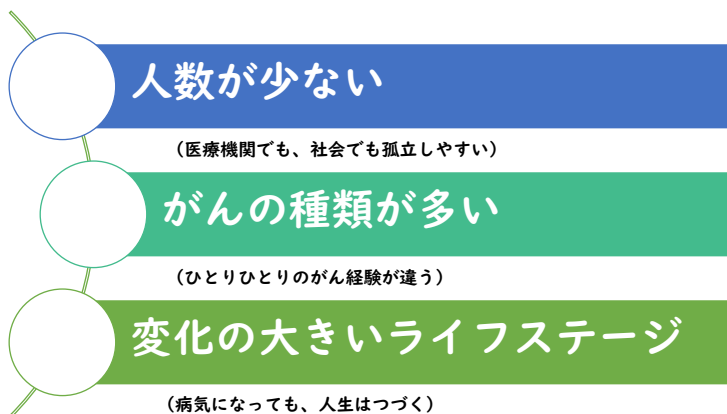 人数が少ない
（医療機関でも、社会でも孤立しやすい）
がんの種類が多い
（ひとりひとりのがん経験が違う）
変化の大きいライフステージ
（病気になっても、人生はつづく）